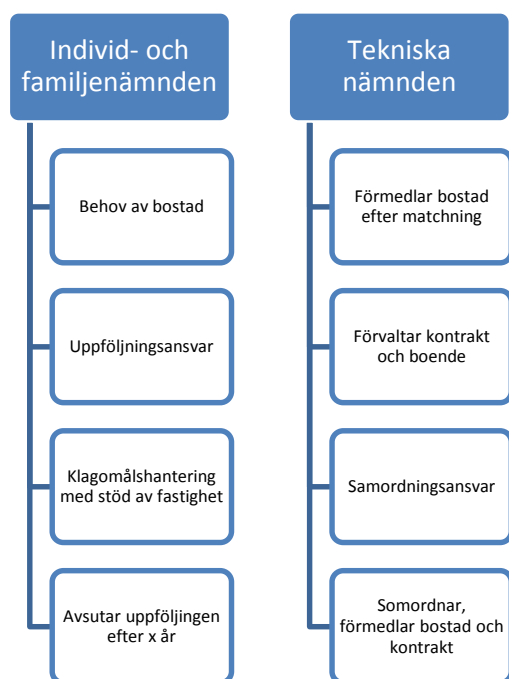 Individ- och
familjenämnden
Behov av bostad
Uppföljningsansvar
Klagomålshantering
med stöd av fastighet
Avsutar uppföljingen
efter x år
Tekniska
nämnden
Förmedlar bostad
efter matchning
Förvaltar kontrakt
och boende
Samordningsansvar
Somordnar,
förmedlar bostad och
kontrakt